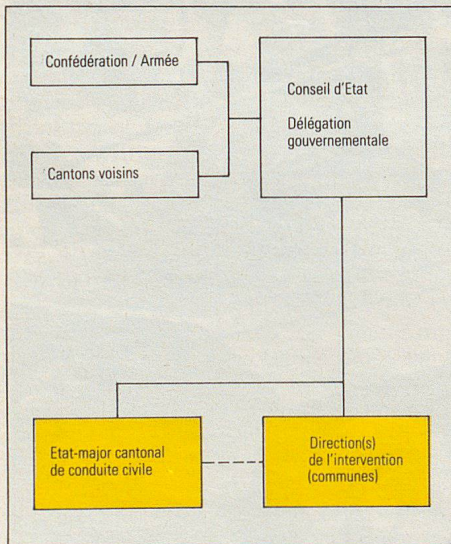 Confédération / Armée
Conseil d'Etat
Délégation
gouvernementale
Cantons voisins
Etat-major cantonal
de conduite civile
Direction(s)
de l'intervention
(communes)